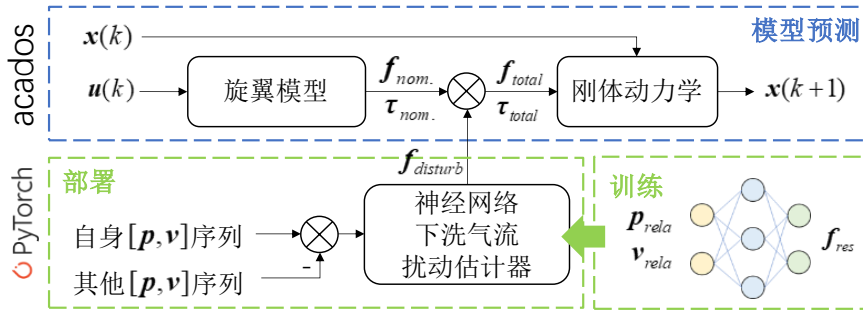 acados
模型预测
x(k)
u(k)
旋翼模型
f_nom.
τ_nom.
f_total
τ_total
刚体动力学
x(k+1)
f_disturb
PyTorch
部署
自身[p,v]序列
其他[p,v]序列
-
神经网络
下洗气流
扰动估计器
训练
p_rela
v_rela
f_res